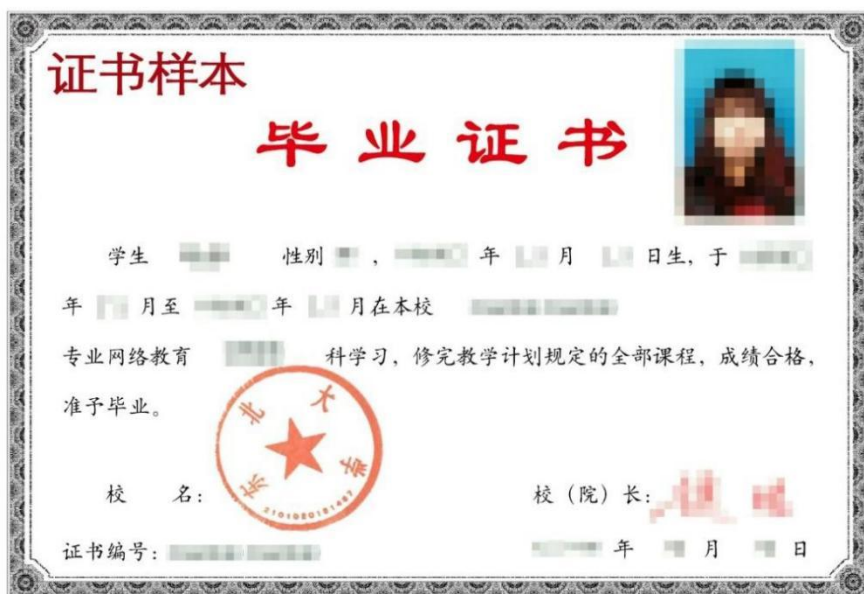 证书样本
毕业证书
学生 性别 , 年 月 日生, 于
年 月至 年 月在本校
专业网络教育 科学习, 修完教学计划规定的全部课程, 成绩合格,
准予毕业。
东北大学
2101020181467
校 名: 校（院）长:
证书编号: 年 月 日